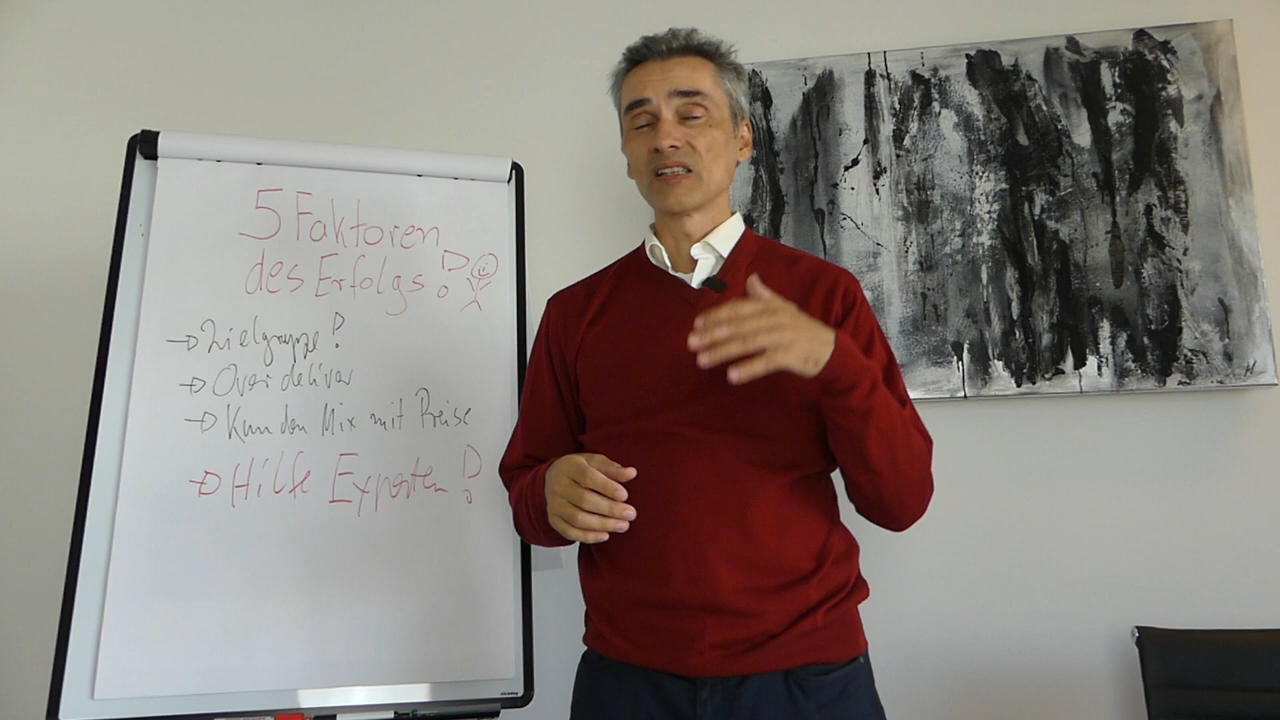 5 Faktoren
des Erfolgs!
→ Zielgruppe!
→ Over deliver
→ Kunden Mix mit Preise
→ Hilfe Experten!